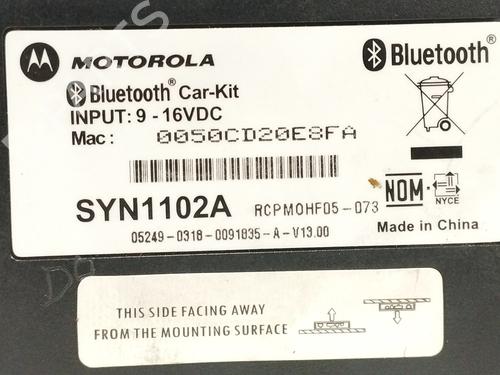 MOTOROLA
Bluetooth®
Bluetooth® Car-Kit
INPUT: 9 - 16VDC
Mac: 0050CD20E8FA
SYN1102A
RCPMOHF05-073
NOM
NYCE
05249-0318-0091835-A-V13.00
Made in China
THIS SIDE FACING AWAY
FROM THE MOUNTING SURFACE